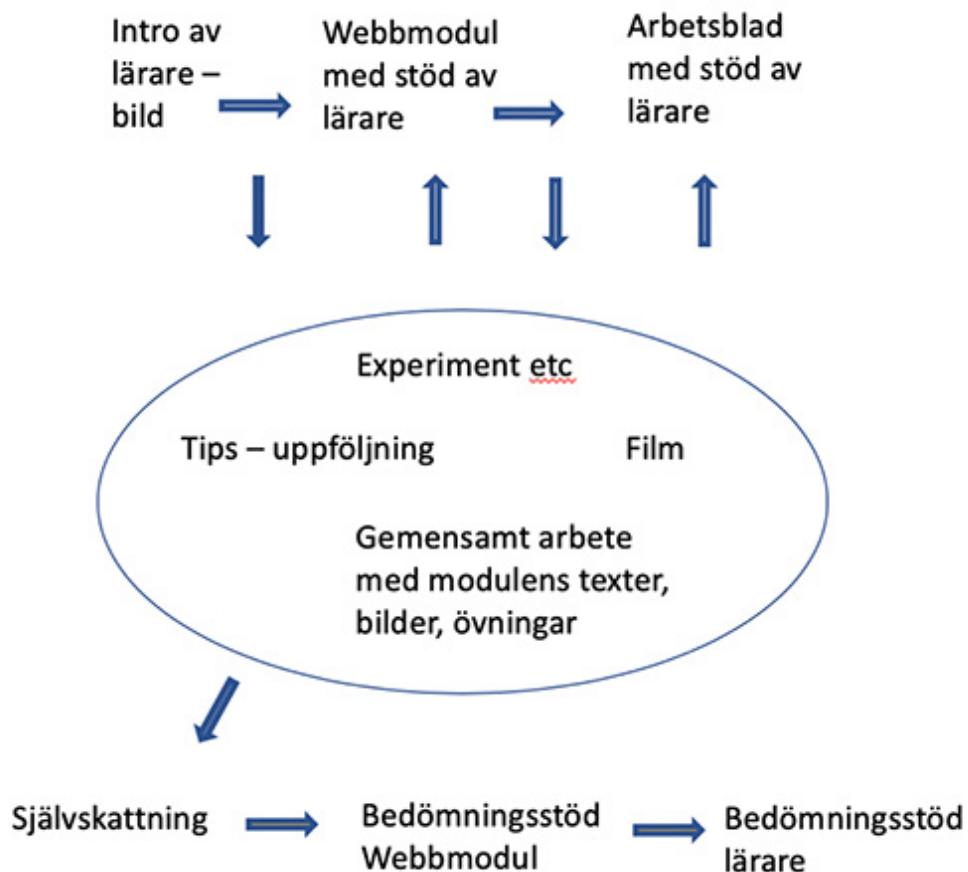 Intro av
lärare –
bild
Webbmodul
med stöd av
lärare
Arbetsblad
med stöd av
lärare
Experiment etc
Tips – uppföljning
Film
Gemensamt arbete
med modulens texter,
bilder, övningar
Självskattning
Bedömningsstöd
Webbmodul
Bedömningsstöd
lärare